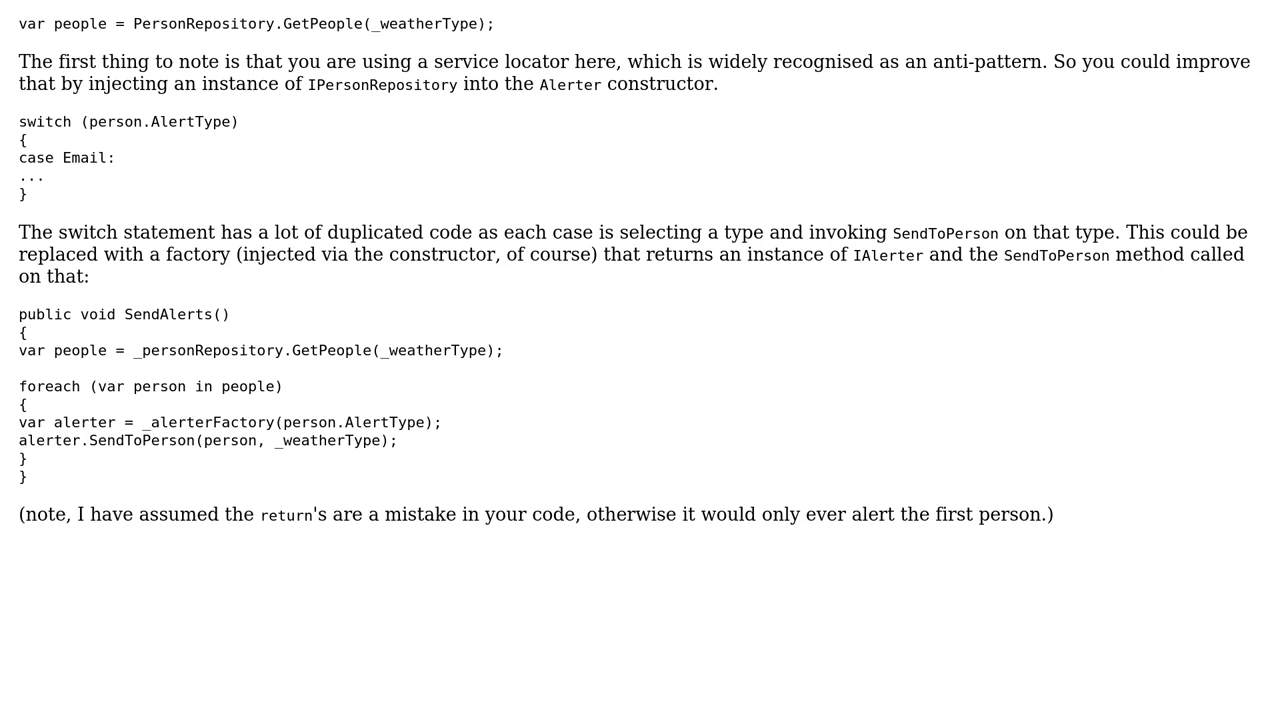 var people = PersonRepository.GetPeople(_weatherType);
The first thing to note is that you are using a service locator here, which is widely recognised as an anti-pattern. So you could improve
that by injecting an instance of IPersonRepository into the Alerter constructor.
switch (person.AlertType)
{
case Email:
...
}
The switch statement has a lot of duplicated code as each case is selecting a type and invoking SendToPerson on that type. This could be
replaced with a factory (injected via the constructor, of course) that returns an instance of IAlerter and the SendToPerson method called
on that:
public void SendAlerts()
{
var people = _personRepository.GetPeople(_weatherType);
foreach (var person in people)
{
var alerter = _alerterFactory(person.AlertType);
alerter.SendToPerson(person, _weatherType);
}
}
(note, I have assumed the return's are a mistake in your code, otherwise it would only ever alert the first person.)